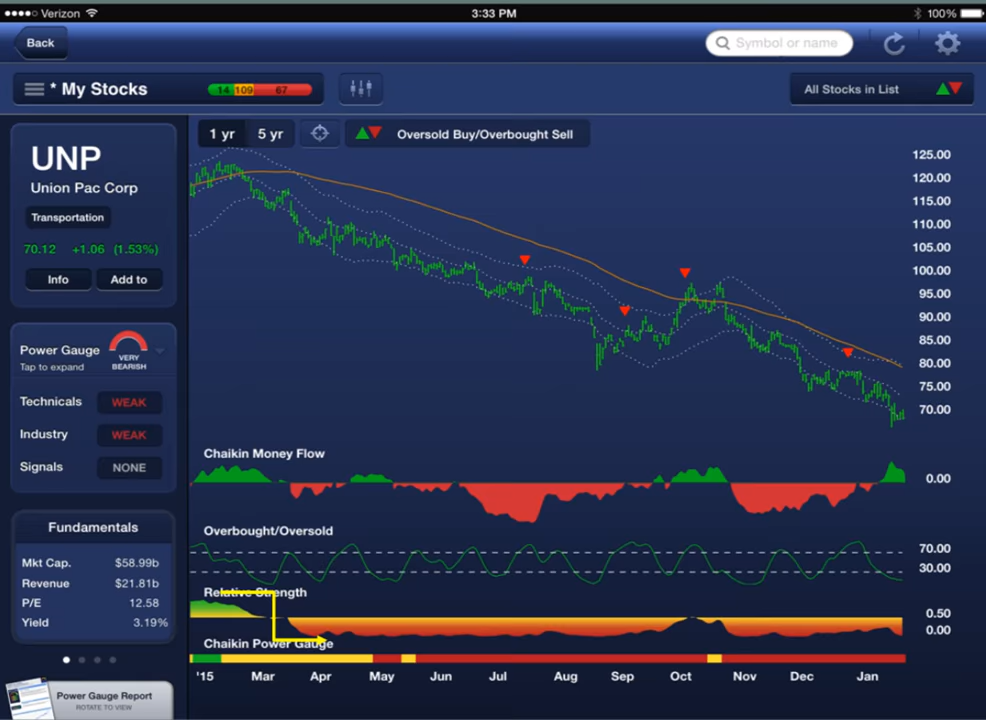 Verizon
3:33 PM
100%
Back
Symbol or name
* My Stocks
14 109 67
All Stocks in List
UNP
Union Pac Corp
Transportation
70.12 +1.06 (1.53%)
Info
Add to
Power Gauge
Tap to expand
VERY
BEARISH
Technicals WEAK
Industry WEAK
Signals NONE
Fundamentals
Mkt Cap. $58.99b
Revenue $21.81b
P/E 12.58
Yield 3.19%
Power Gauge Report
ROTATE TO VIEW
1 yr 5 yr
Oversold Buy/Overbought Sell
125.00
120.00
115.00
110.00
105.00
100.00
95.00
90.00
85.00
80.00
75.00
70.00
Chaikin Money Flow
0.00
Overbought/Oversold
70.00
30.00
Relative Strength
0.50
0.00
Chaikin Power Gauge
'15 Mar Apr May Jun Jul Aug Sep Oct Nov Dec Jan